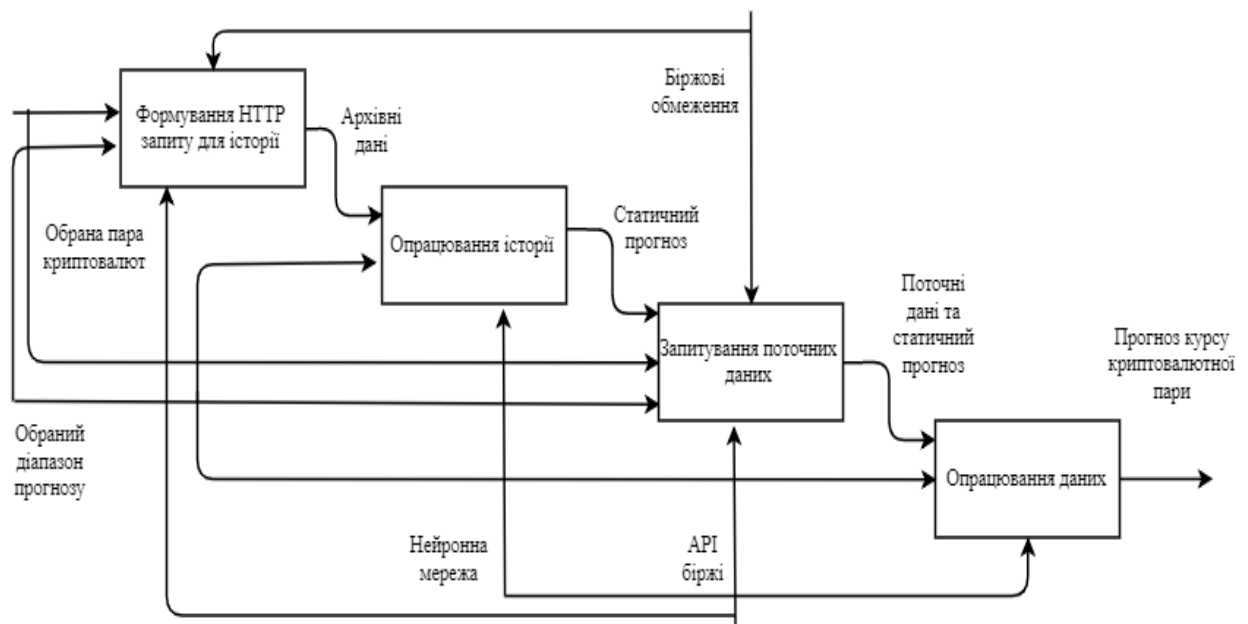 Формування HTTP
запиту для історії
Архівні
дані
Біржові
обмеження
Обрана пара
криптовалют
Опрацювання історії
Статичний
прогноз
Запитування поточних
даних
Поточні
дані та
статичний
прогноз
Прогноз курсу
криптовалютної
пари
Обраний
діапазон
прогнозу
Опрацювання даних
Нейронна
мережа
API
біржі